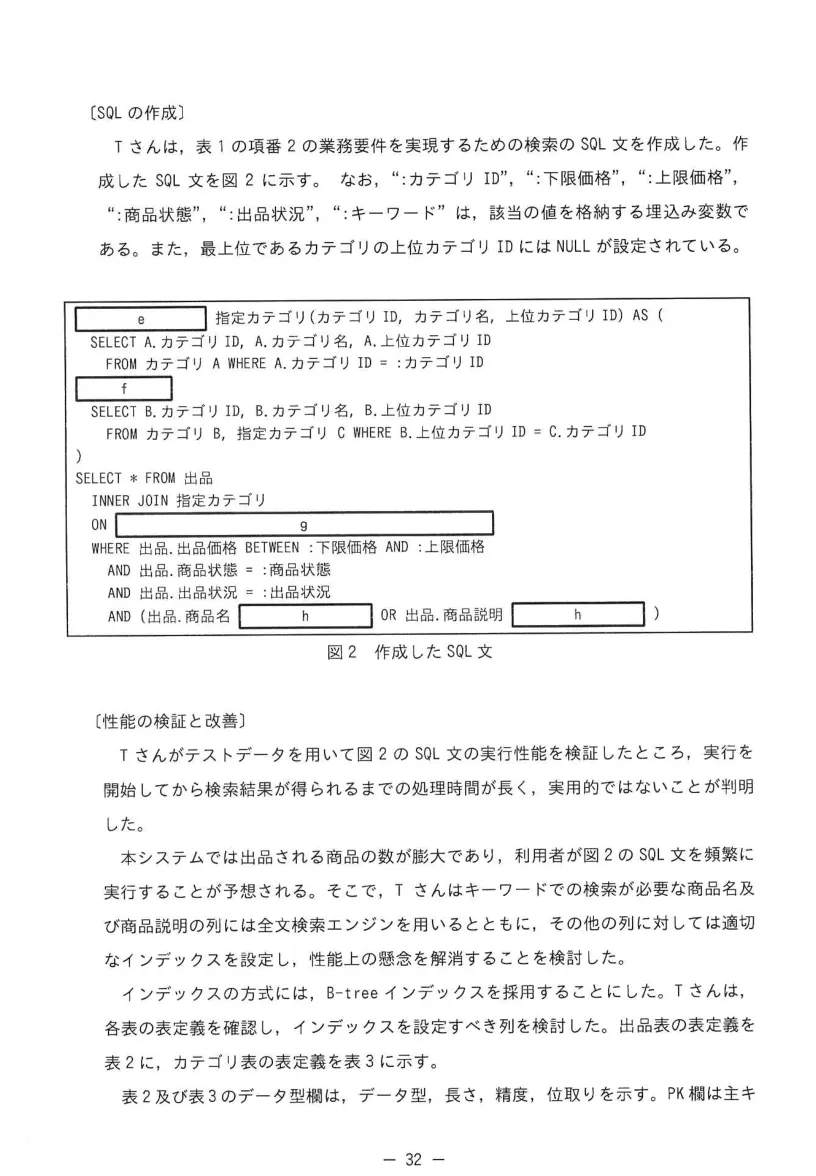 〔SQL の作成〕
T さんは，表 1 の項番 2 の業務要件を実現するための検索の SQL 文を作成した。作
成した SQL 文を図 2 に示す。 なお，“:カテゴリ ID”，“:下限価格”，“:上限価格”，
“:商品状態”，“:出品状況”，“:キーワード” は，該当の値を格納する埋込み変数で
ある。また，最上位であるカテゴリの上位カテゴリ ID には NULL が設定されている。
e 指定カテゴリ(カテゴリ ID, カテゴリ名, 上位カテゴリ ID) AS (
SELECT A.カテゴリ ID, A.カテゴリ名, A.上位カテゴリ ID
FROM カテゴリ A WHERE A.カテゴリ ID = :カテゴリ ID
f
SELECT B.カテゴリ ID, B.カテゴリ名, B.上位カテゴリ ID
FROM カテゴリ B, 指定カテゴリ C WHERE B.上位カテゴリ ID = C.カテゴリ ID
)
SELECT * FROM 出品
INNER JOIN 指定カテゴリ
ON g
WHERE 出品.出品価格 BETWEEN :下限価格 AND :上限価格
AND 出品.商品状態 = :商品状態
AND 出品.出品状況 = :出品状況
AND (出品.商品名 h OR 出品.商品説明 h )
図 2 作成した SQL 文
〔性能の検証と改善〕
T さんがテストデータを用いて図 2 の SQL 文の実行性能を検証したところ，実行を
開始してから検索結果が得られるまでの処理時間が長く，実用的ではないことが判明
した。
本システムでは出品される商品の数が膨大であり，利用者が図 2 の SQL 文を頻繁に
実行することが予想される。そこで，T さんはキーワードでの検索が必要な商品名及
び商品説明の列には全文検索エンジンを用いるとともに，その他の列に対しては適切
なインデックスを設定し，性能上の懸念を解消することを検討した。
インデックスの方式には，B-tree インデックスを採用することにした。T さんは，
各表の表定義を確認し，インデックスを設定すべき列を検討した。出品表の表定義を
表 2 に，カテゴリ表の表定義を表 3 に示す。
表 2 及び表 3 のデータ型欄は，データ型，長さ，精度，位取りを示す。PK 欄は主キ
— 32 —